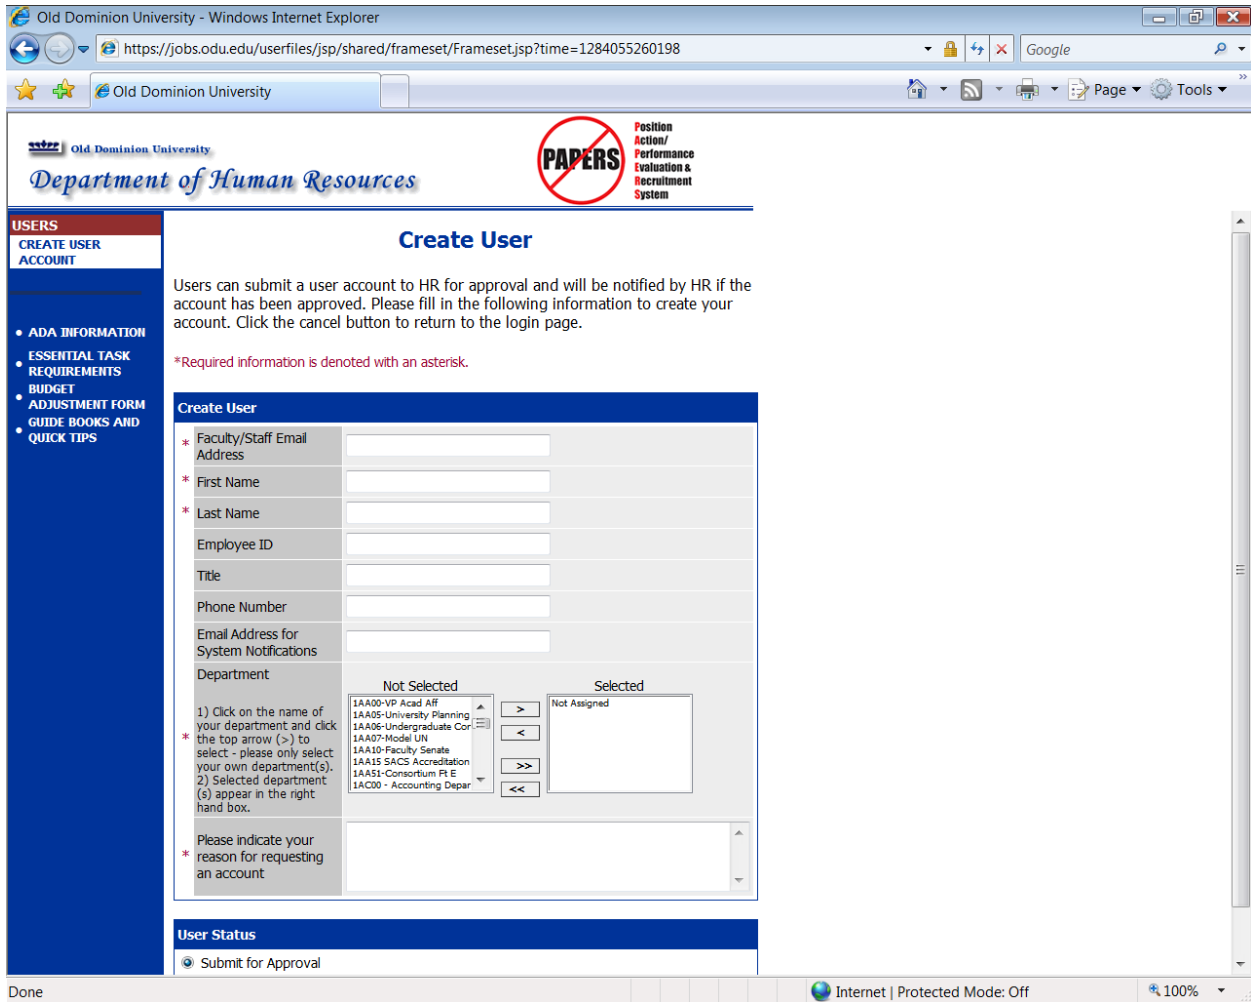 Old Dominion University - Windows Internet Explorer
https://jobs.odu.edu/userfiles/jsp/shared/frameset/Frameset.jsp?time=1284055260198
Google
Old Dominion University
Page
Tools
Old Dominion University
Department of Human Resources
PAPERS
Position
Action/
Performance
Evaluation &
Recruitment
System
USERS
CREATE USER
ACCOUNT
ADA INFORMATION
ESSENTIAL TASK
REQUIREMENTS
BUDGET
ADJUSTMENT FORM
GUIDE BOOKS AND
QUICK TIPS
Create User
Users can submit a user account to HR for approval and will be notified by HR if the
account has been approved. Please fill in the following information to create your
account. Click the cancel button to return to the login page.
*Required information is denoted with an asterisk.
Create User
* Faculty/Staff Email
Address
* First Name
* Last Name
Employee ID
Title
Phone Number
Email Address for
System Notifications
Department
1) Click on the name of
your department and click
* the top arrow (>) to
select - please only select
your own department(s).
2) Selected department
(s) appear in the right
hand box.
Not Selected
1AA00-VP Acad Aff
1AA05-University Planning
1AA06-Undergraduate Cor
1AA07-Model UN
1AA10-Faculty Senate
1AA15 SACS Accreditation
1AA51-Consortium Ft E
1AC00 - Accounting Depar
>
<
>>
<<
Selected
Not Assigned
Please indicate your
* reason for requesting
an account
User Status
Submit for Approval
Done
Internet | Protected Mode: Off
100%